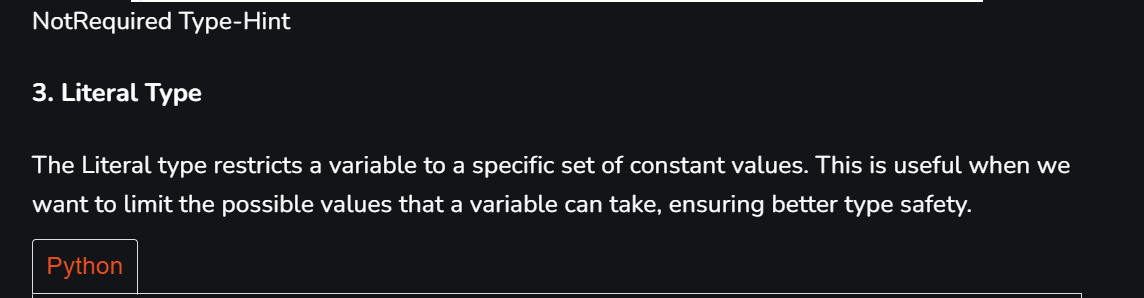 NotRequired Type-Hint
3. Literal Type
The Literal type restricts a variable to a specific set of constant values. This is useful when we
want to limit the possible values that a variable can take, ensuring better type safety.
Python